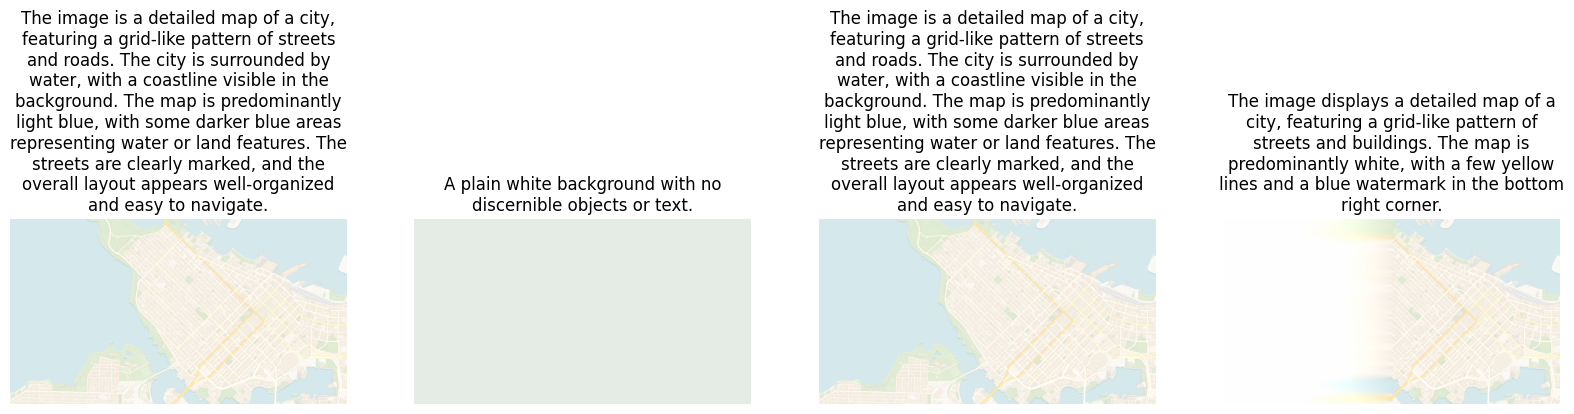 The image is a detailed map of a city,
featuring a grid-like pattern of streets
and roads. The city is surrounded by
water, with a coastline visible in the
background. The map is predominantly
light blue, with some darker blue areas
representing water or land features. The
streets are clearly marked, and the
overall layout appears well-organized
and easy to navigate.
A plain white background with no
discernible objects or text.
The image is a detailed map of a city,
featuring a grid-like pattern of streets
and roads. The city is surrounded by
water, with a coastline visible in the
background. The map is predominantly
light blue, with some darker blue areas
representing water or land features. The
streets are clearly marked, and the
overall layout appears well-organized
and easy to navigate.
The image displays a detailed map of a
city, featuring a grid-like pattern of
streets and buildings. The map is
predominantly white, with a few yellow
lines and a blue watermark in the bottom
right corner.